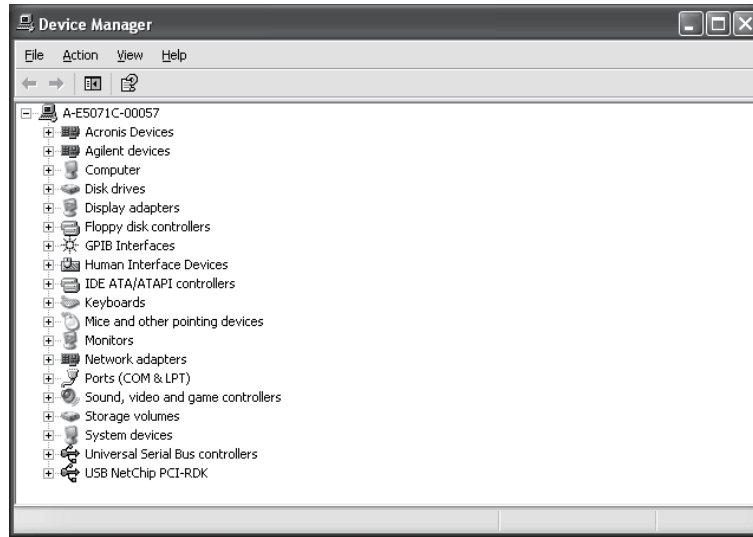 Device Manager
File Action View Help
A-E5071C-00057
Acronis Devices
Agilent devices
Computer
Disk drives
Display adapters
Floppy disk controllers
GPIB Interfaces
Human Interface Devices
IDE ATA/ATAPI controllers
Keyboards
Mice and other pointing devices
Monitors
Network adapters
Ports (COM & LPT)
Sound, video and game controllers
Storage volumes
System devices
Universal Serial Bus controllers
USB NetChip PCI-RDK